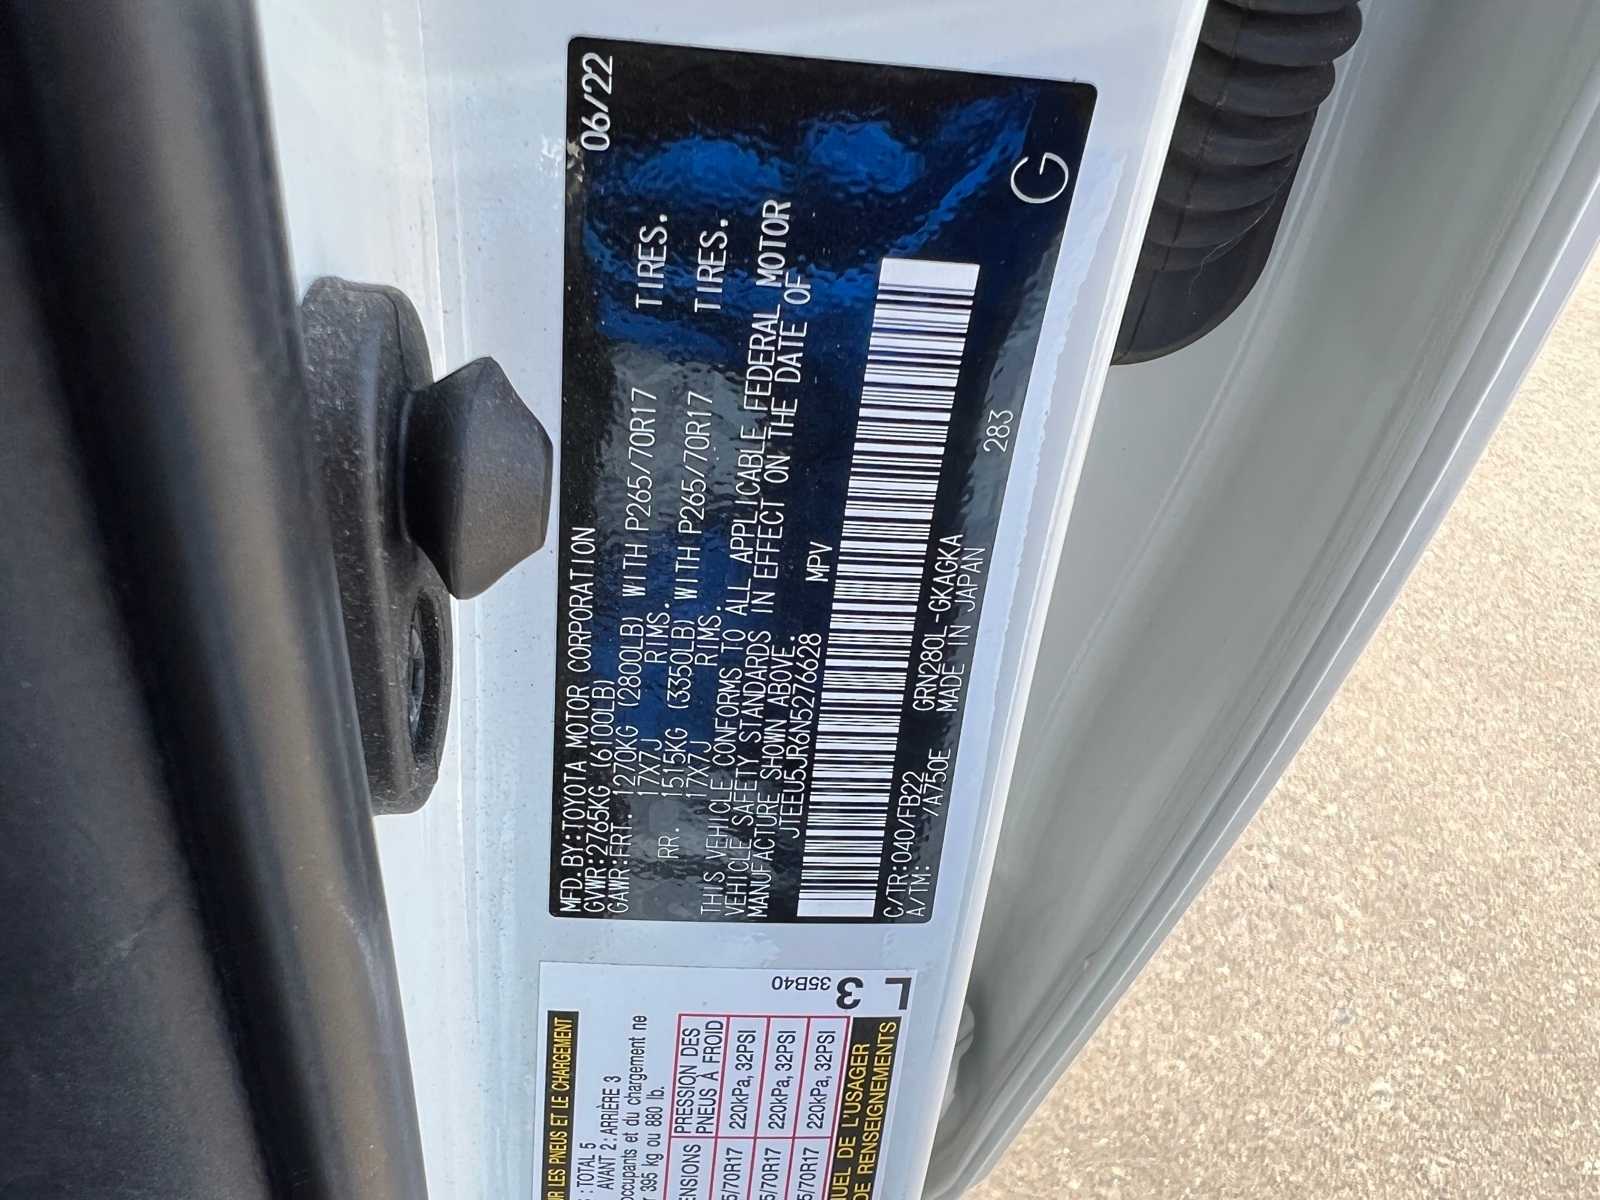 06/22
MFD.BY:TOYOTA MOTOR CORPORATION
GVWR:2765KG (6100LB)
GAWR:FRT. 1270KG (2800LB) WITH P265/70R17 TIRES.
17X7J RIMS.
RR. 1515KG (3350LB) WITH P265/70R17 TIRES.
17X7J RIMS.
THIS VEHICLE CONFORMS TO ALL APPLICABLE FEDERAL MOTOR
VEHICLE SAFETY STANDARDS IN EFFECT ON THE DATE OF
MANUFACTURE SHOWN ABOVE.
JTEEU5JR6N5276628 MPV
C/TR:040/FB22 GRN280L-GKAGKA 283
A/TM: /A750E MADE IN JAPAN
G
LES PNEUS ET LE CHARGEMENT
: TOTAL 5
AVANT 2: ARRIÈRE 3
occupants et du chargement ne
395 kg ou 880 lb.
PRESSION DES
PNEUS À FROID
70R17 220kPa, 32PSI
70R17 220kPa, 32PSI
70R17 220kPa, 32PSI
DE L'USAGER
DE RENSEIGNEMENTS
35B40
3
L